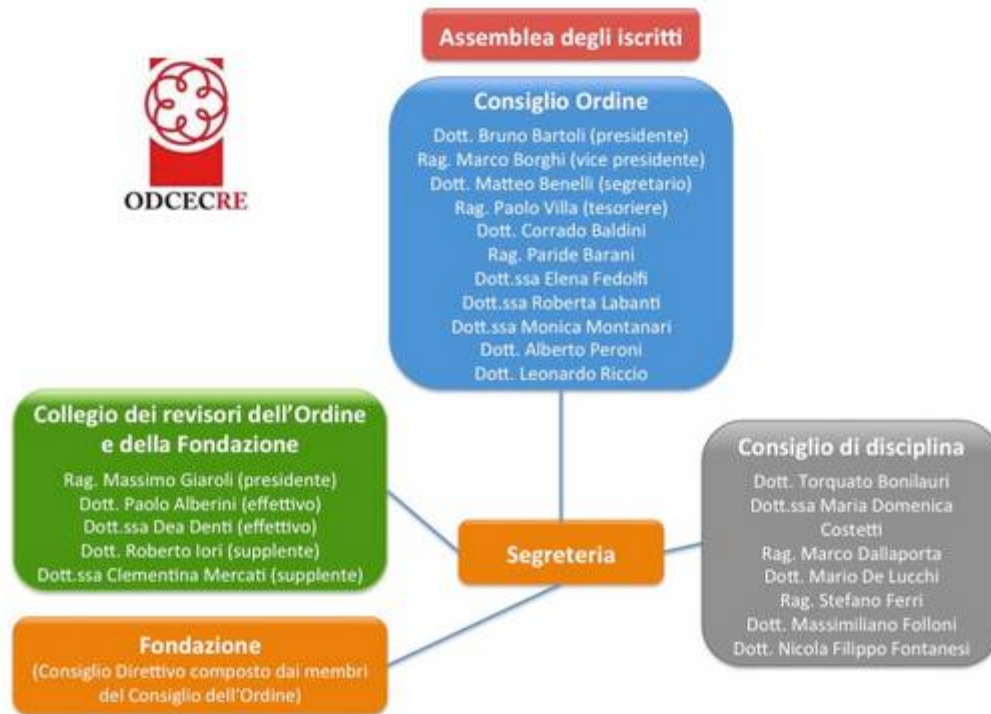 Assemblea degli iscritti
ODCECRE
Consiglio Ordine
Dott. Bruno Bartoli (presidente)
Rag. Marco Borghi (vice presidente)
Dott. Matteo Benelli (segretario)
Rag. Paolo Villa (tesoriere)
Dott. Corrado Baldini
Rag. Paride Barani
Dott.ssa Elena Fedolfi
Dott.ssa Roberta Labanti
Dott.ssa Monica Montanari
Dott. Alberto Peroni
Dott. Leonardo Riccio
Collegio dei revisori dell’Ordine
e della Fondazione
Rag. Massimo Giaroli (presidente)
Dott. Paolo Alberini (effettivo)
Dott.ssa Dea Denti (effettivo)
Dott. Roberto Iori (supplente)
Dott.ssa Clementina Mercati (supplente)
Segreteria
Consiglio di disciplina
Dott. Torquato Bonilauri
Dott.ssa Maria Domenica
Costetti
Rag. Marco Dallaporta
Dott. Mario De Lucchi
Rag. Stefano Ferri
Dott. Massimiliano Folloni
Dott. Nicola Filippo Fontanesi
Fondazione
(Consiglio Direttivo composto dai membri
del Consiglio dell’Ordine)